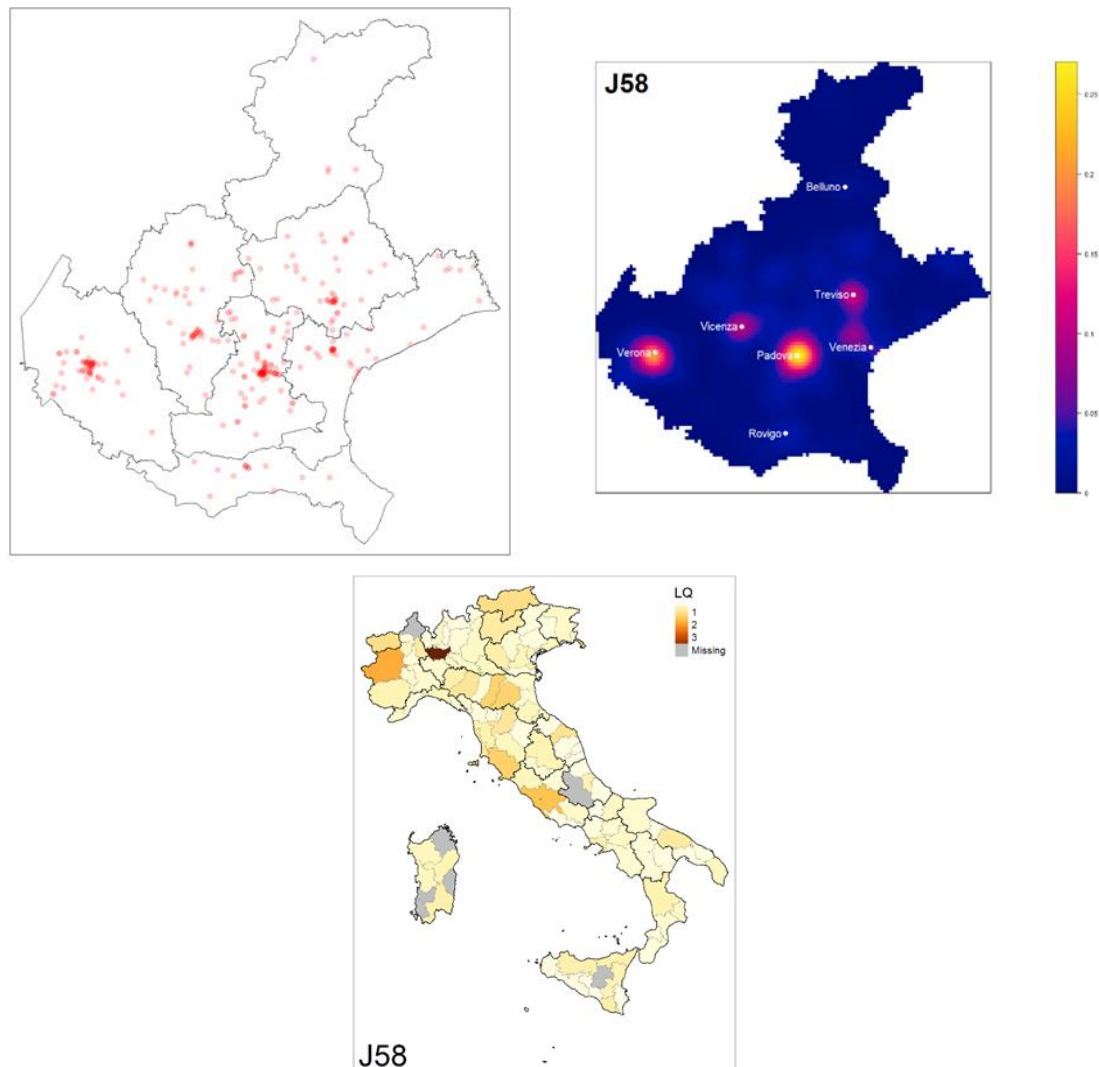 J58
0.25
0.2
0.15
0.1
0.05
0
Belluno
Treviso
Vicenza
Venezia
Verona
Padova
Rovigo
LQ
1
2
3
Missing
J58